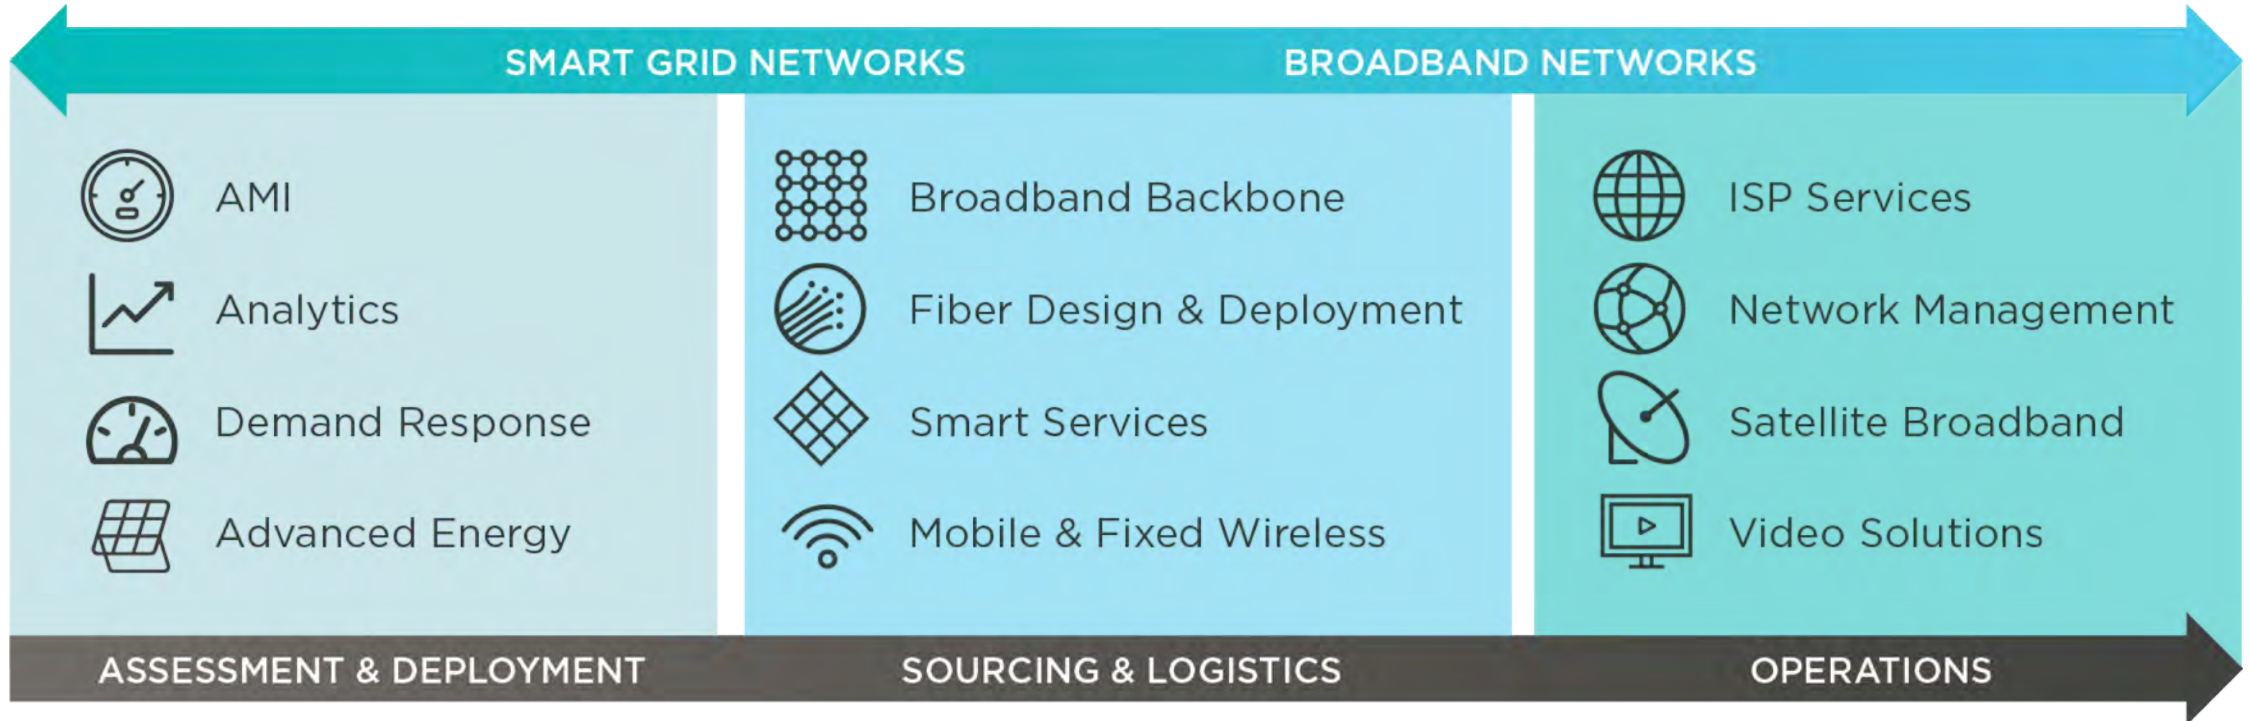 SMART GRID NETWORKS
BROADBAND NETWORKS
AMI
Analytics
Demand Response
Advanced Energy
Broadband Backbone
Fiber Design & Deployment
Smart Services
Mobile & Fixed Wireless
ISP Services
Network Management
Satellite Broadband
Video Solutions
ASSESSMENT & DEPLOYMENT
SOURCING & LOGISTICS
OPERATIONS